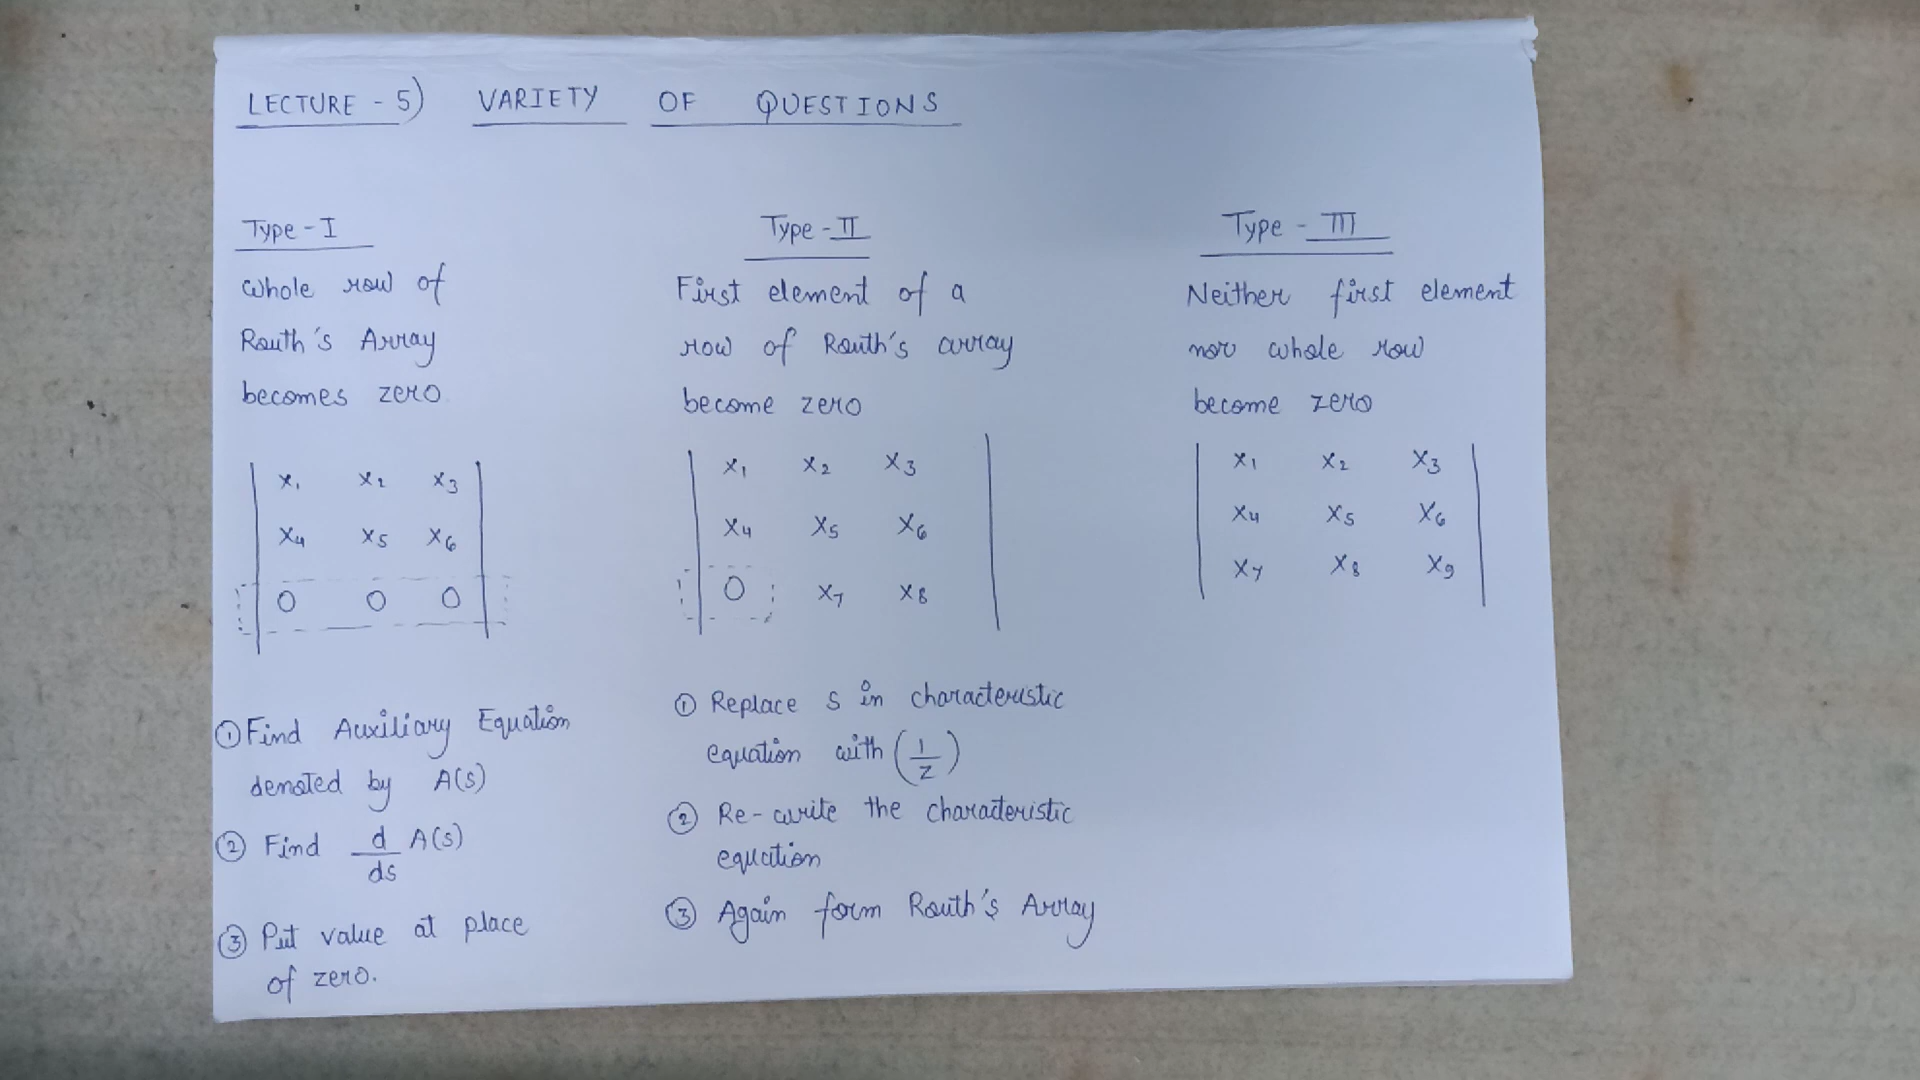 LECTURE - 5) VARIETY OF QUESTIONS
Type - I
whole row of
Routh's Array
becomes zero
x1 x2 x3
x4 x5 x6
0 0 0
① Find Auxiliary Equation
denoted by A(s)
② Find d/ds A(s)
③ Put value at place
of zero.
Type - II
First element of a
row of Routh's array
become zero
x1 x2 x3
x4 x5 x6
0 x7 x8
① Replace s in characteristic
equation with (1/z)
② Re-write the characteristic
equation
③ Again form Routh's Array
Type - III
Neither first element
nor whole row
become zero
x1 x2 x3
x4 x5 x6
x7 x8 x9